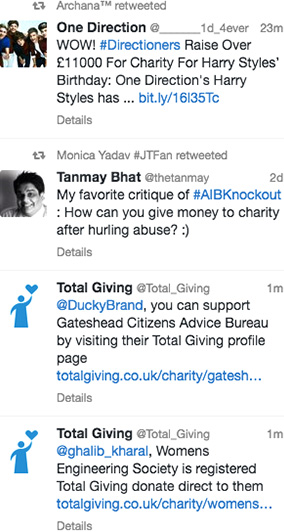 Archana™ retweeted
One Direction @______1d_4ever 23m
WOW! #Directioners Raise Over
£11000 For Charity For Harry Styles'
Birthday: One Direction's Harry
Styles has ... bit.ly/16l35Tc
Details
Monica Yadav #JTFan retweeted
Tanmay Bhat @thetanmay 2d
My favorite critique of #AIBKnockout
: How can you give money to charity
after hurling abuse? :)
Details
Total Giving @Total_Giving 1m
@DuckyBrand, you can support
Gateshead Citizens Advice Bureau
by visiting their Total Giving profile
page
totalgiving.co.uk/charity/gatesh…
Details
Total Giving @Total_Giving 1m
@ghalib_kharal, Womens
Engineering Society is registered
Total Giving donate direct to them
totalgiving.co.uk/charity/womens…
Details